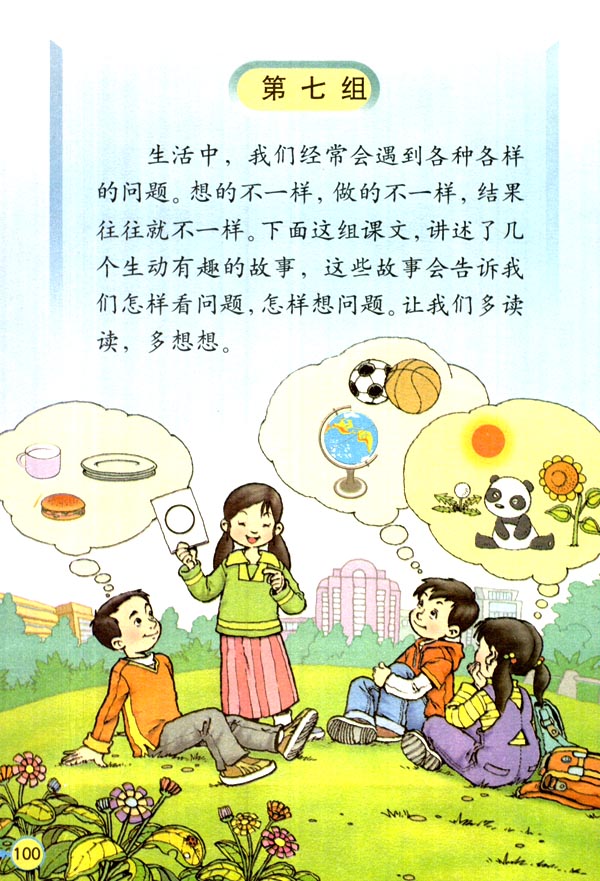 第七组
生活中，我们经常会遇到各种各样
的问题。想的不一样，做的不一样，结果
往往就不一样。下面这组课文，讲述了几
个生动有趣的故事，这些故事会告诉我
们怎样看问题，怎样想问题。让我们多读
读，多想想。
100